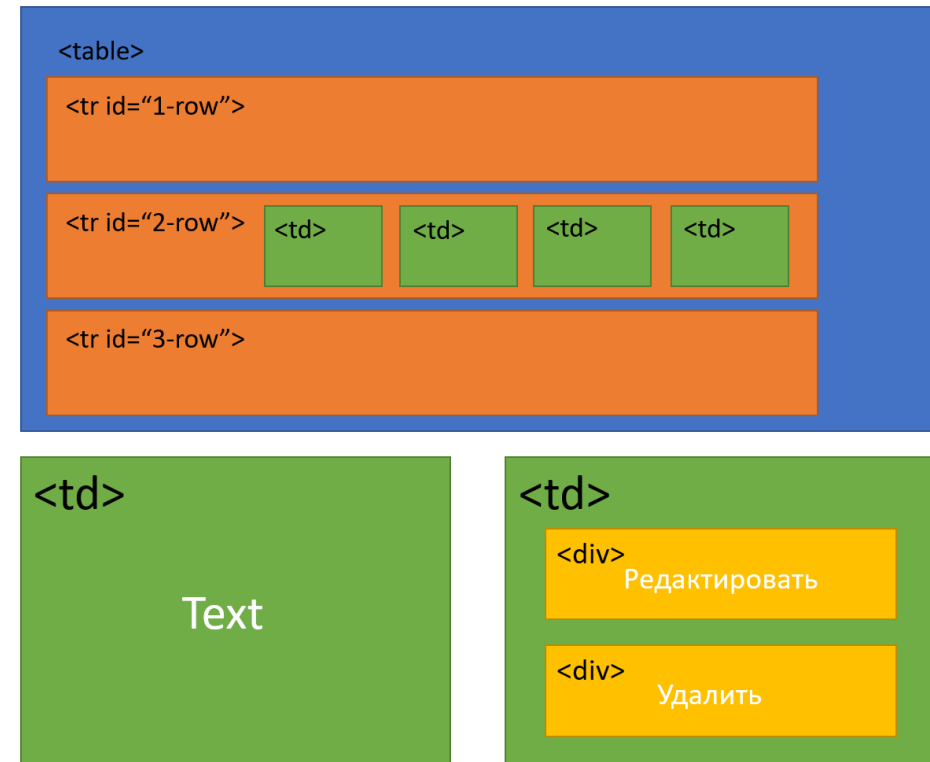 <table>
<tr id=“1-row”>
<tr id=“2-row”> <td> <td> <td> <td>
<tr id=“3-row”>
<td>
Text
<td>
<div>
Редактировать
<div>
Удалить